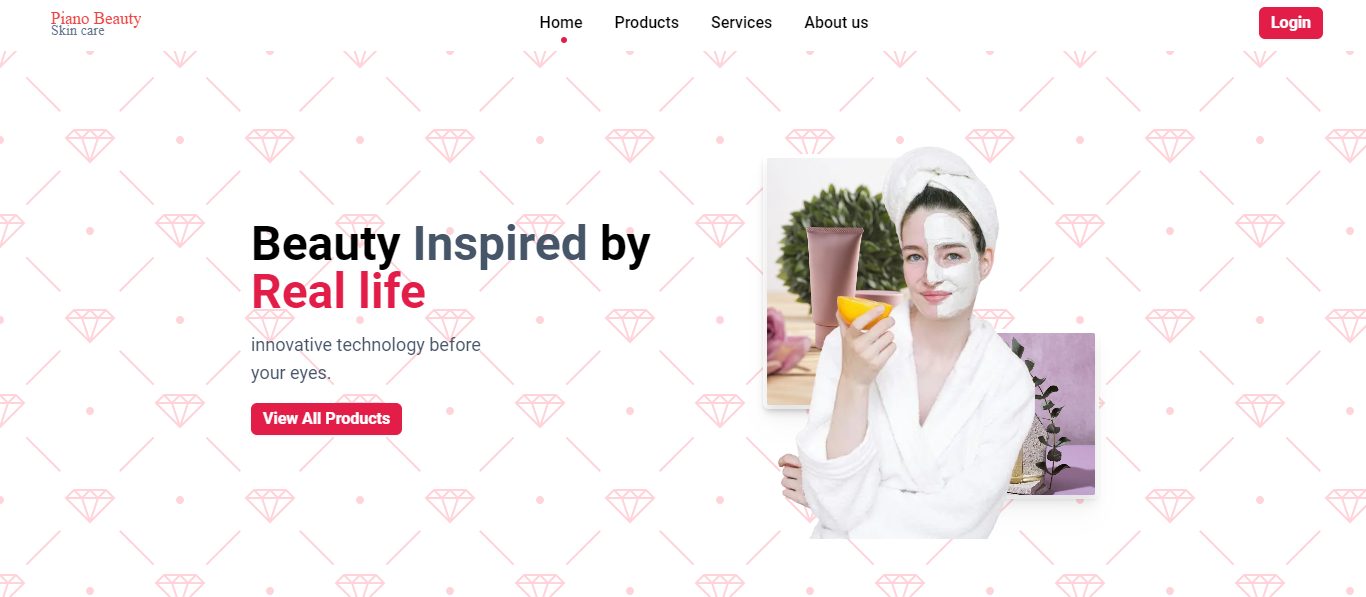 Piano Beauty
Skin care
Home Products Services About us
Login
Beauty Inspired by
Real life
innovative technology before
your eyes.
View All Products